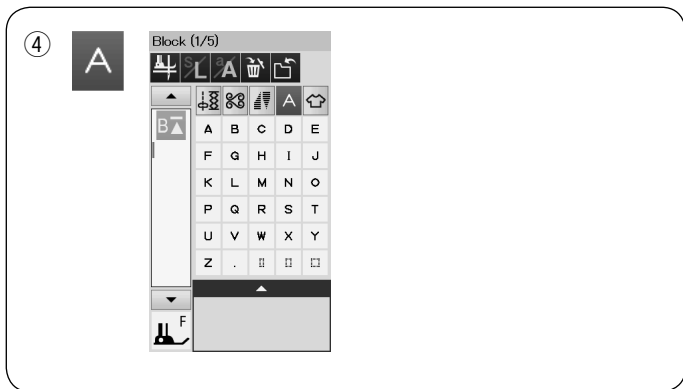 ④
A
Block (1/5)
S/L a/A
A
B
A B C D E
F G H I J
K L M N O
P Q R S T
U V W X Y
Z .
F